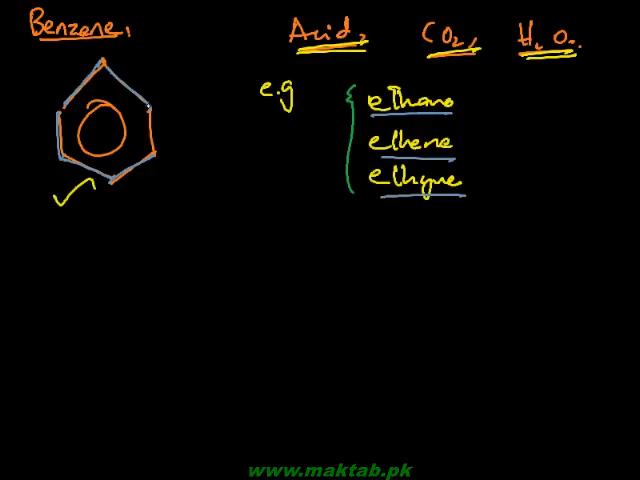 Benzene,
Acid, CO2, H2O.
e.g
ethane
ethene
ethyne
www.maktab.pk